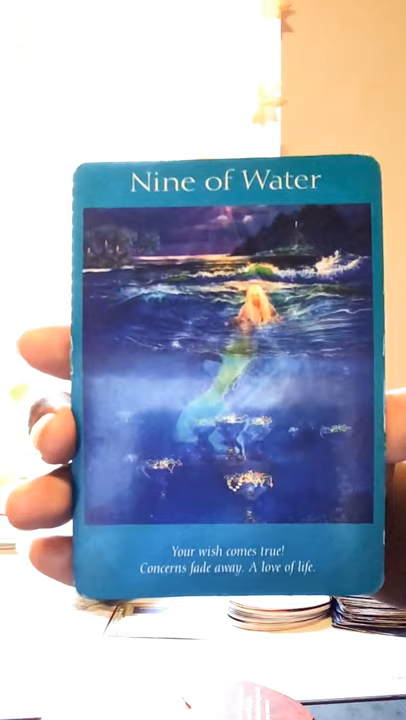 Nine of Water
Your wish comes true!
Concerns fade away. A love of life.